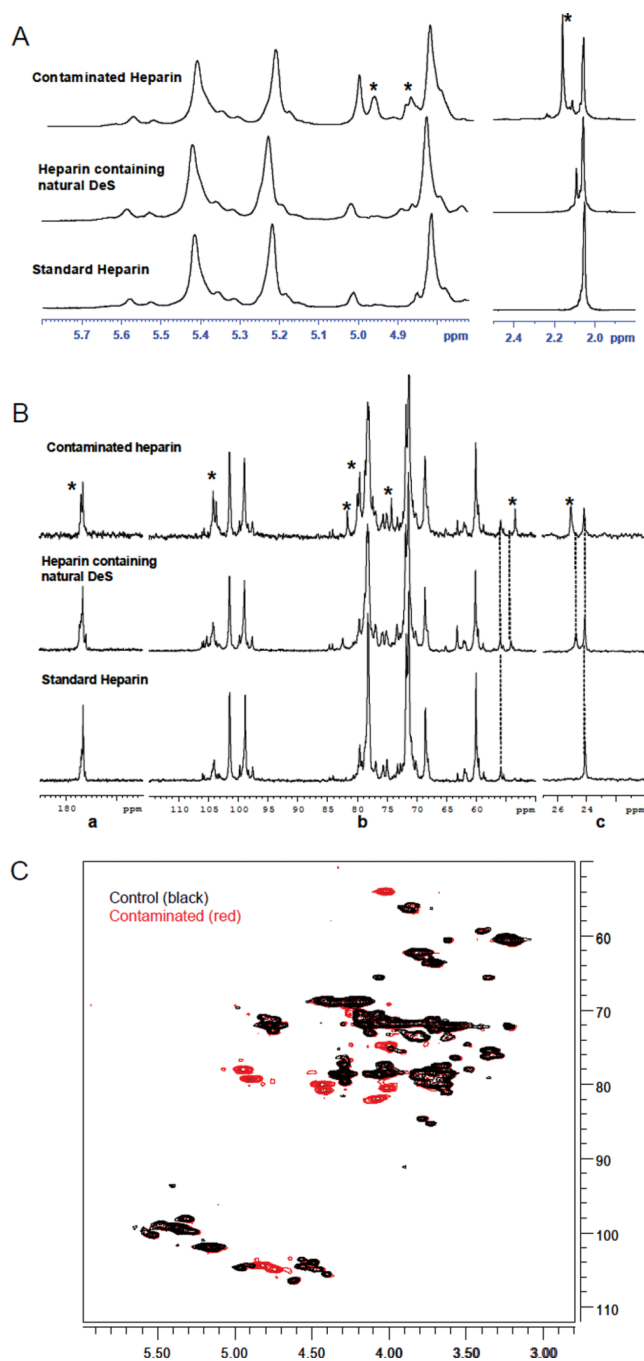 A
Contaminated Heparin
* * *
Heparin containing
natural DeS
Standard Heparin
5.7 5.6 5.5 5.4 5.3 5.2 5.1 5.0 4.9 ppm 2.4 2.2 2.0 ppm
B
Contaminated heparin
* * * * * * *
Heparin containing
natural DeS
Standard Heparin
180 ppm 110 105 100 95 90 85 80 75 70 65 60 ppm 26 24 ppm
a b c
C
Control (black)
Contaminated (red)
60
70
80
90
100
110
5.50 5.00 4.50 4.00 3.50 3.00